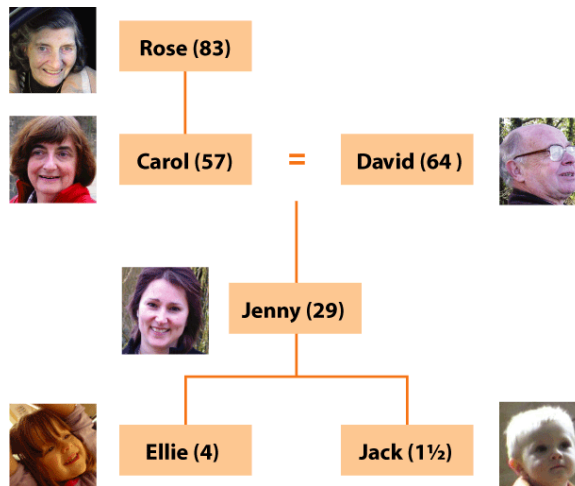 Rose (83)
Carol (57) = David (64 )
Jenny (29)
Ellie (4) Jack (1½)